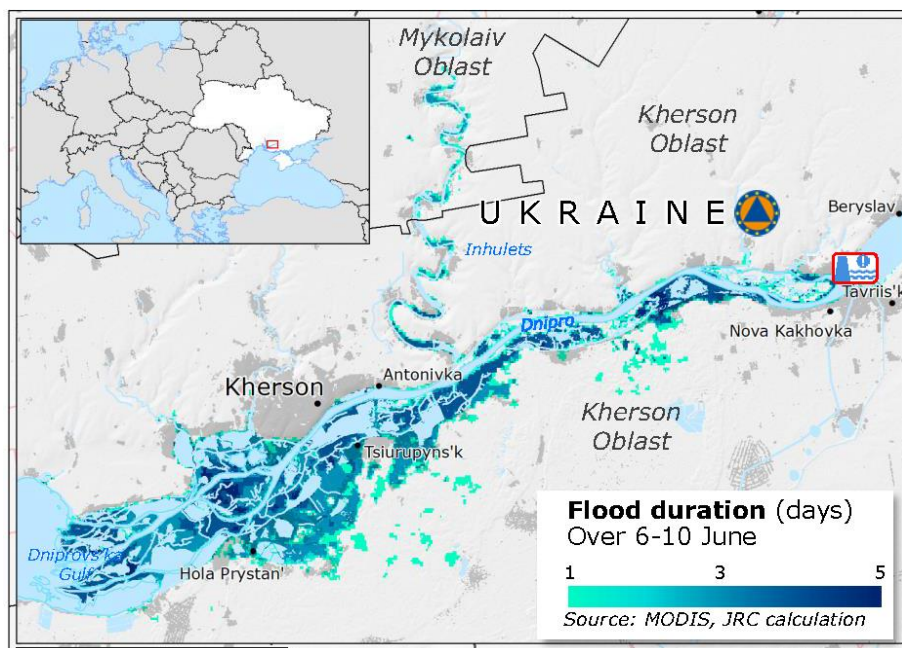 Mykolaiv
Oblast
Kherson
Oblast
UKRAINE
Beryslav
Inhulets
Tavriis'k
Dnipro
Nova Kakhovka
Antonivka
Kherson
Kherson
Oblast
Tsiurupyns'k
Dniprovs'ka
Gulf
Hola Prystan'
Flood duration (days)
Over 6-10 June
1 3 5
Source: MODIS, JRC calculation